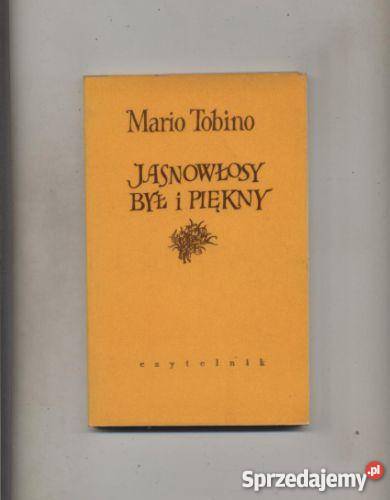 Mario Tobino
JASNOWŁOSY
BYŁ i PIĘKNY
czytelnik
Sprzedajemy.pl